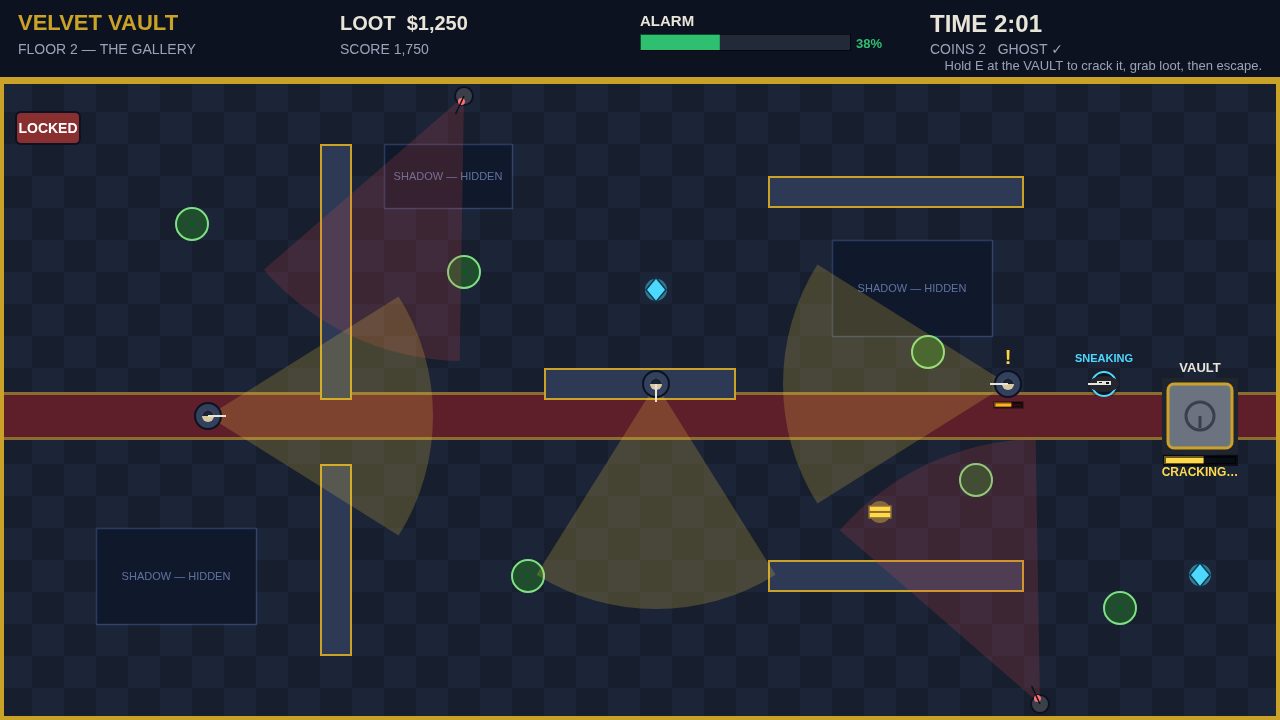 VELVET VAULT
FLOOR 2 — THE GALLERY
LOOT $1,250
SCORE 1,750
ALARM
38%
TIME 2:01
COINS 2 GHOST ✓
Hold E at the VAULT to crack it, grab loot, then escape.
LOCKED
SHADOW — HIDDEN
SHADOW — HIDDEN
!
SNEAKING
VAULT
CRACKING…
SHADOW — HIDDEN